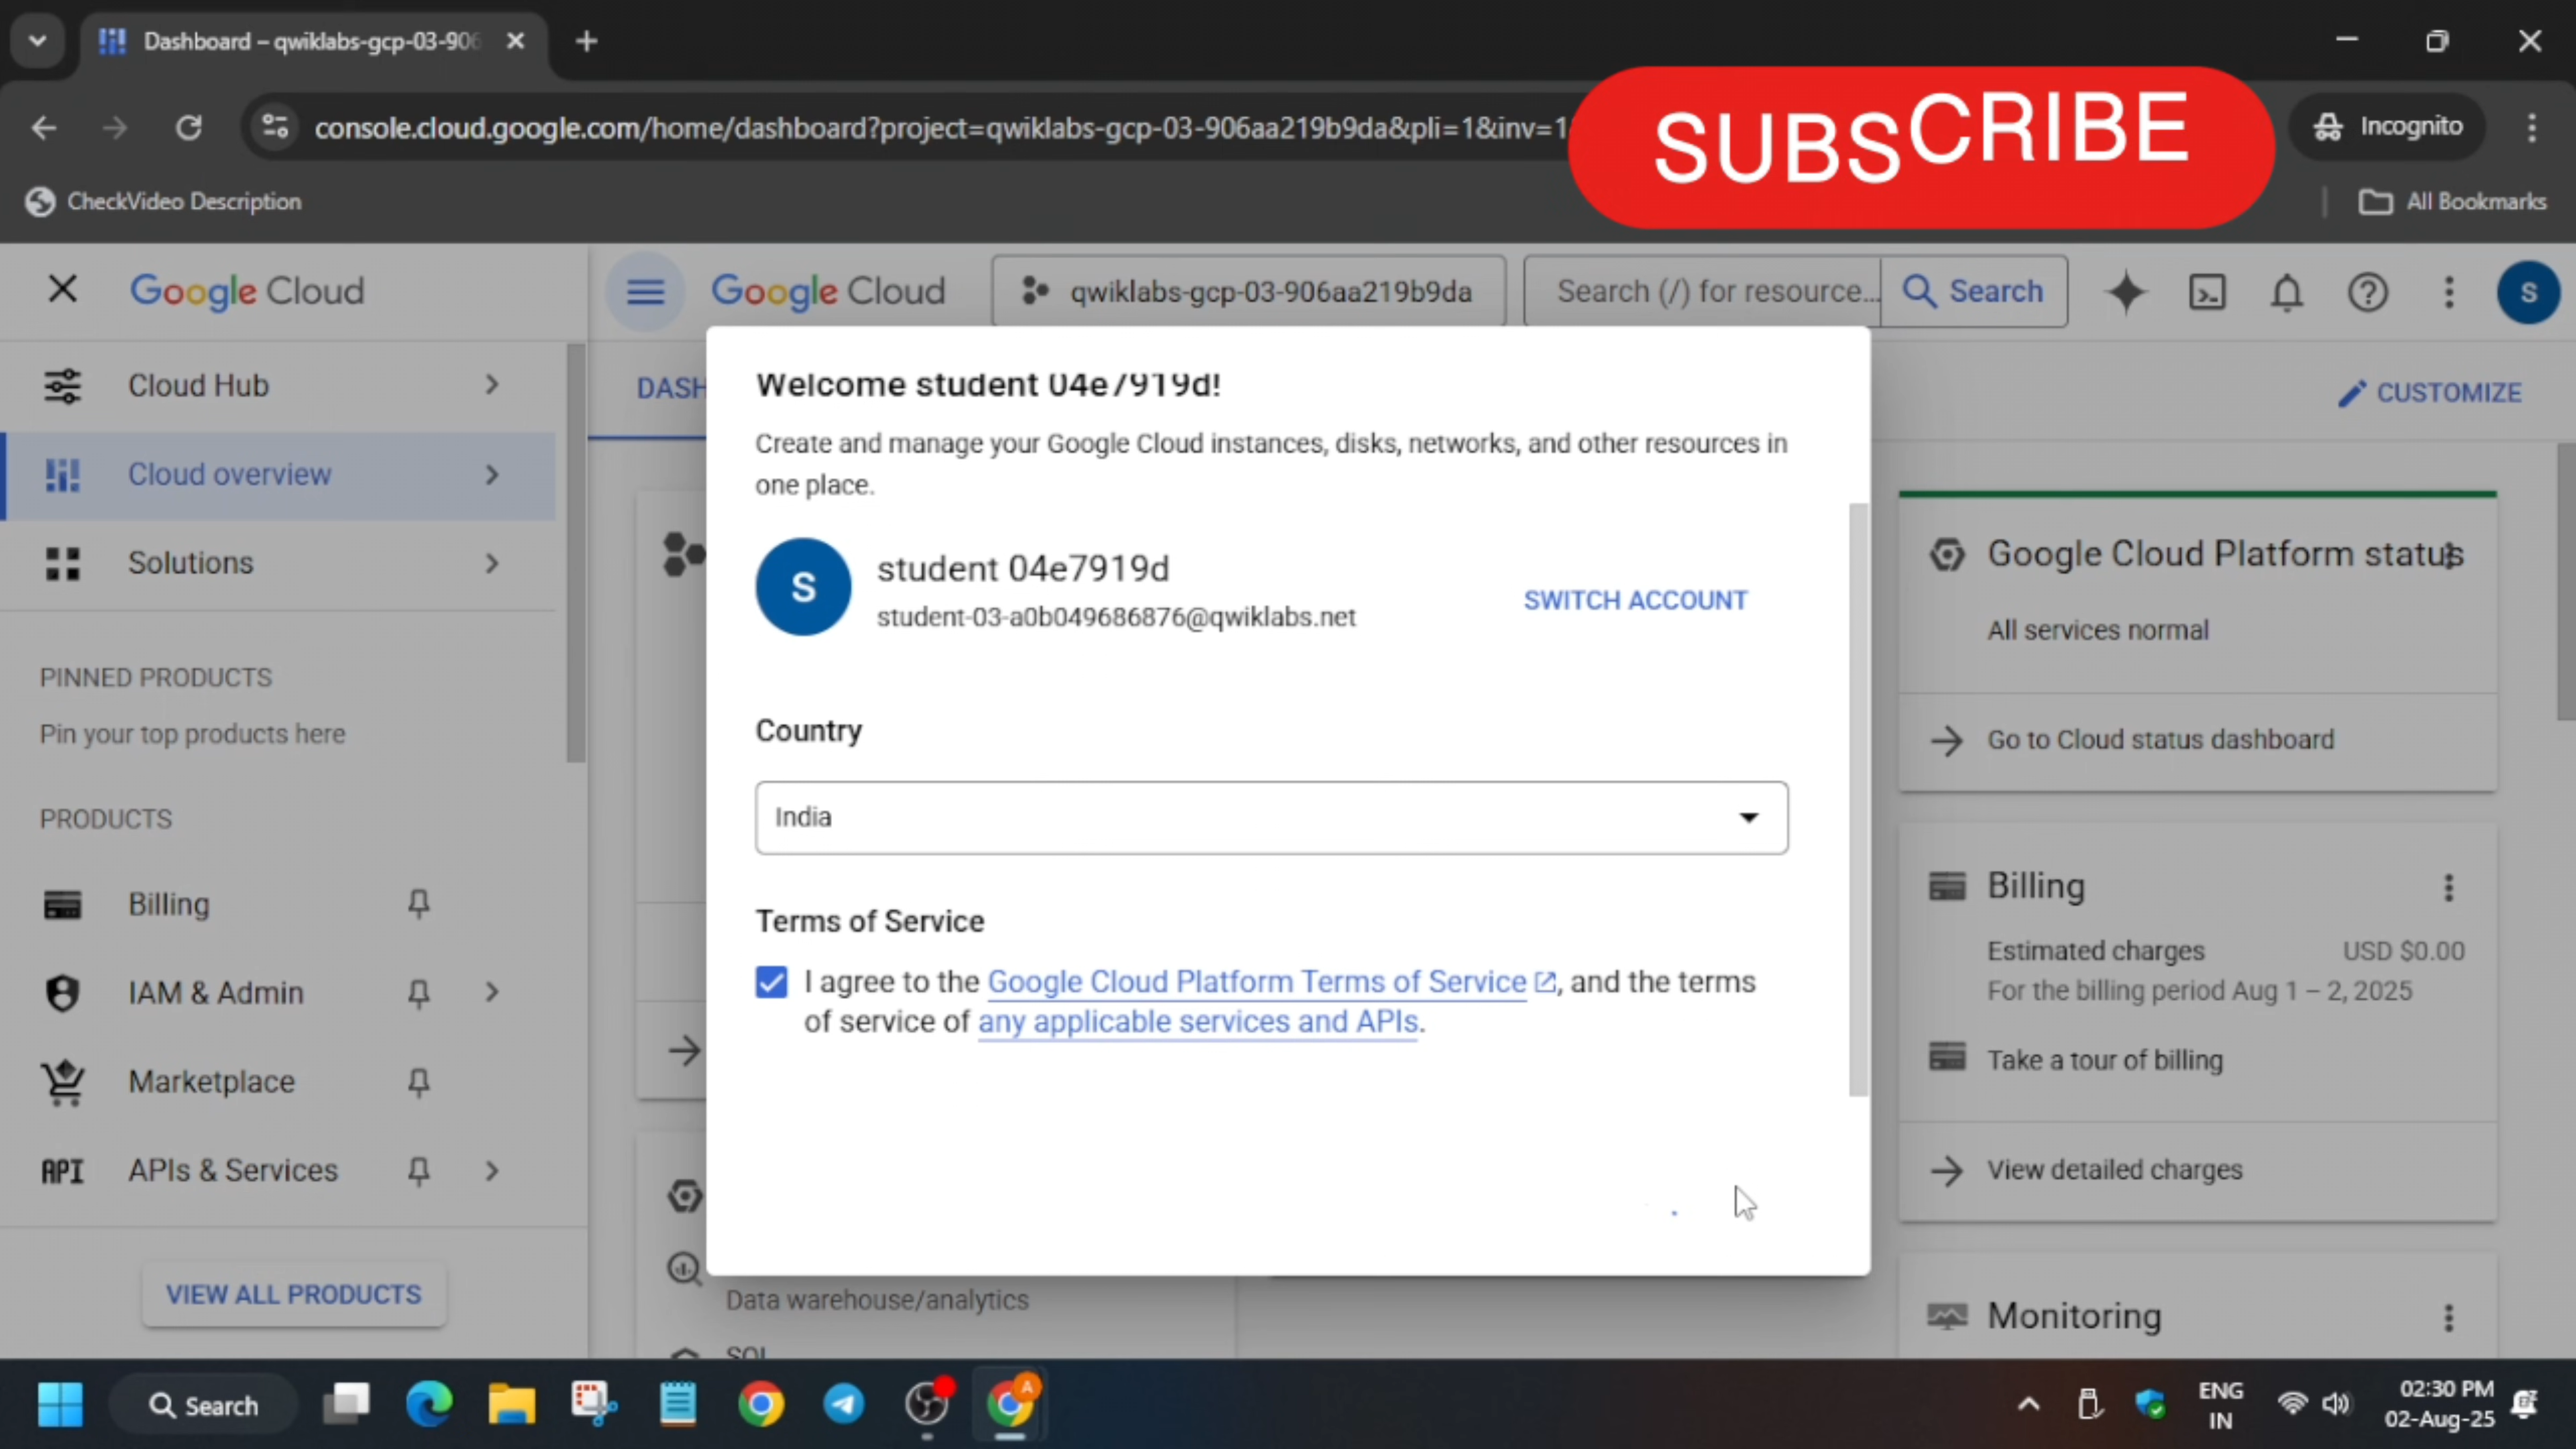 Dashboard – qwiklabs-gcp-03-906
console.cloud.google.com/home/dashboard?project=qwiklabs-gcp-03-906aa219b9da&pli=1&inv=1
SUBSCRIBE
Incognito
CheckVideo Description
All Bookmarks
Google Cloud
Google Cloud
qwiklabs-gcp-03-906aa219b9da
Search (/) for resource...
Search
S
Cloud Hub
Cloud overview
Solutions
PINNED PRODUCTS
Pin your top products here
PRODUCTS
Billing
IAM & Admin
Marketplace
API
APIs & Services
VIEW ALL PRODUCTS
DASH
CUSTOMIZE
Welcome student 04e7919d!
Create and manage your Google Cloud instances, disks, networks, and other resources in
one place.
S
student 04e7919d
student-03-a0b049686876@qwiklabs.net
SWITCH ACCOUNT
Country
India
Terms of Service
I agree to the Google Cloud Platform Terms of Service, and the terms
of service of any applicable services and APIs.
Data warehouse/analytics
SQL
Google Cloud Platform status
All services normal
Go to Cloud status dashboard
Billing
Estimated charges USD $0.00
For the billing period Aug 1 – 2, 2025
Take a tour of billing
View detailed charges
Monitoring
Search
A
ENG
IN
02:30 PM
02-Aug-25